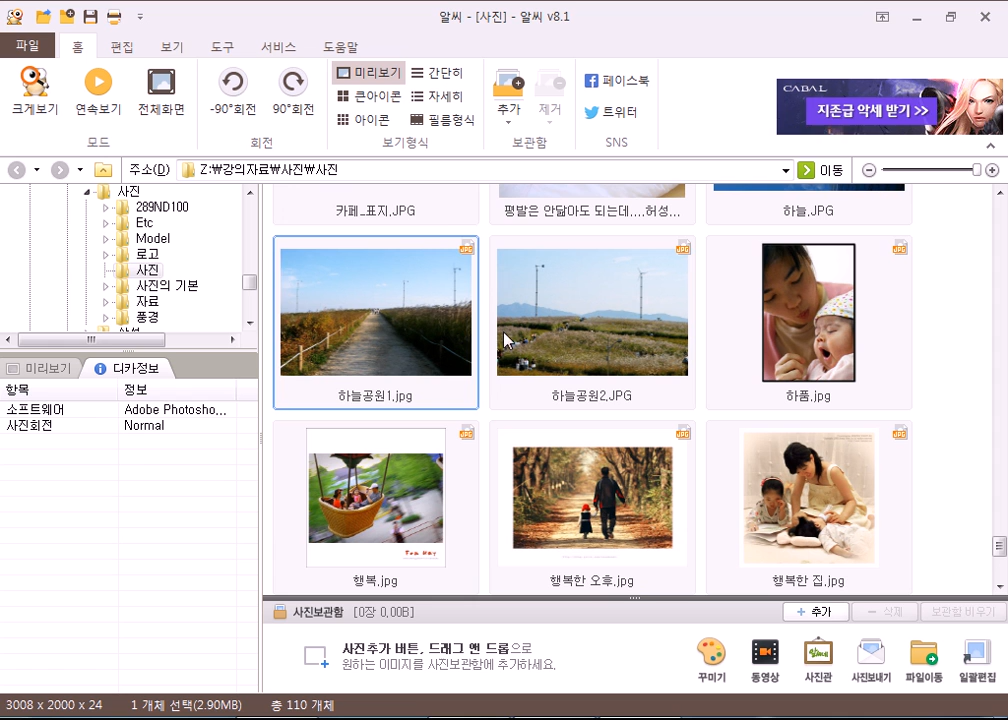 알씨 - [사진] - 알씨 v8.1
파일 홈 편집 보기 도구 서비스 도움말
크게보기 연속보기 전체화면
모드
-90°회전 90°회전
회전
미리보기 간단히
큰아이콘 자세히
아이콘 필름형식
보기형식
추가 제거
보관함
페이스북
트위터
SNS
CABAL
지존급 악세 받기 >>
주소(D) Z:₩강의자료₩사진₩사진 이동
사진
289ND100
Etc
Model
로고
사진
사진의 기본
자료
풍경
미리보기 디카정보
항목 정보
소프트웨어 Adobe Photosho...
사진회전 Normal
카페_표지.JPG 평발은 안닮아도 되는데....허성... 하늘.JPG
JPG JPG JPG
하늘공원1.jpg 하늘공원2.JPG 하품.jpg
JPG JPG JPG
행복.jpg 행복한 오후.jpg 행복한 집.jpg
사진보관함 [0장 0.00B] + 추가 − 삭제 보관함 비우기
사진추가 버튼, 드래그 앤 드롭으로
원하는 이미지를 사진보관함에 추가하세요.
꾸미기 동영상 사진관 사진보내기 파일이동 일괄편집
3008 x 2000 x 24 1 개체 선택(2.90MB) 총 110 개체